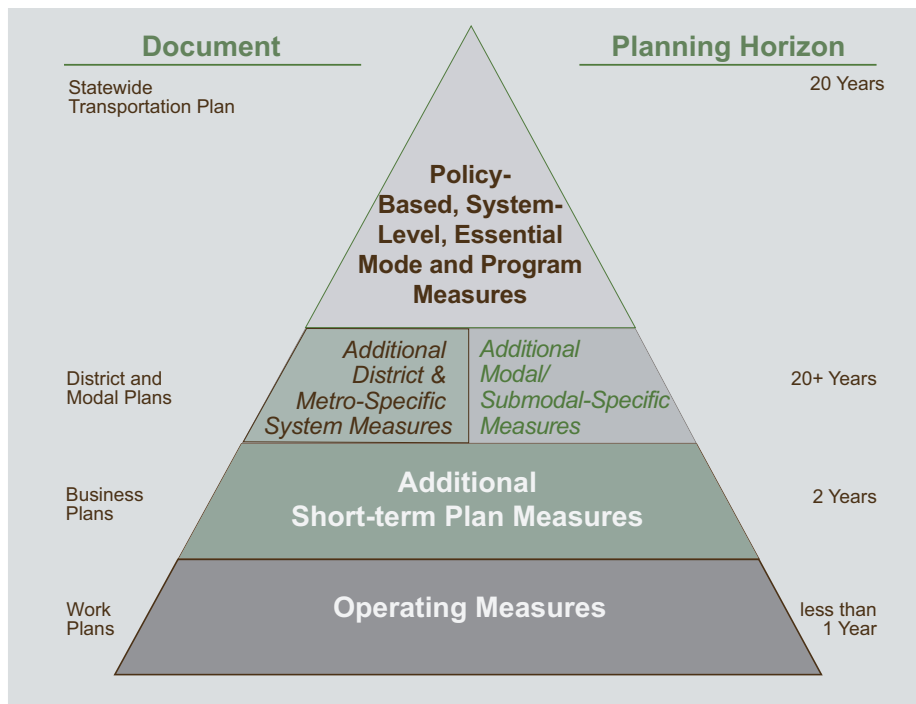 Document
Planning Horizon
Statewide
Transportation Plan
20 Years
Policy-
Based, System-
Level, Essential
Mode and Program
Measures
District and
Modal Plans
Additional
District &
Metro-Specific
System Measures
Additional
Modal/
Submodal-Specific
Measures
20+ Years
Business
Plans
Additional
Short-term Plan Measures
2 Years
Work
Plans
Operating Measures
less than
1 Year